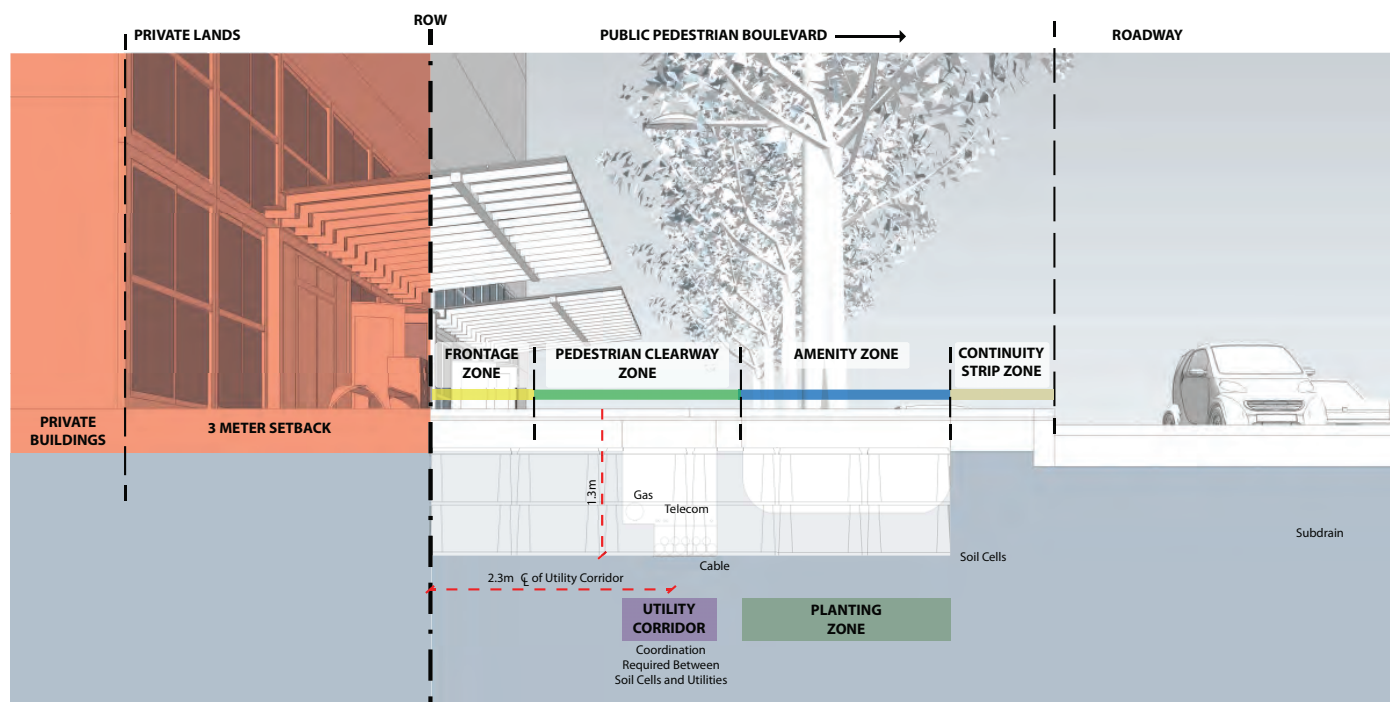 ROW
PRIVATE LANDS
PUBLIC PEDESTRIAN BOULEVARD
ROADWAY
FRONTAGE
ZONE
PEDESTRIAN CLEARWAY
ZONE
AMENITY ZONE
CONTINUITY
STRIP ZONE
PRIVATE
BUILDINGS
3 METER SETBACK
1.3m
Gas
Telecom
Cable
Soil Cells
Subdrain
2.3m ℄ of Utility Corridor
UTILITY
CORRIDOR
PLANTING
ZONE
Coordination
Required Between
Soil Cells and Utilities